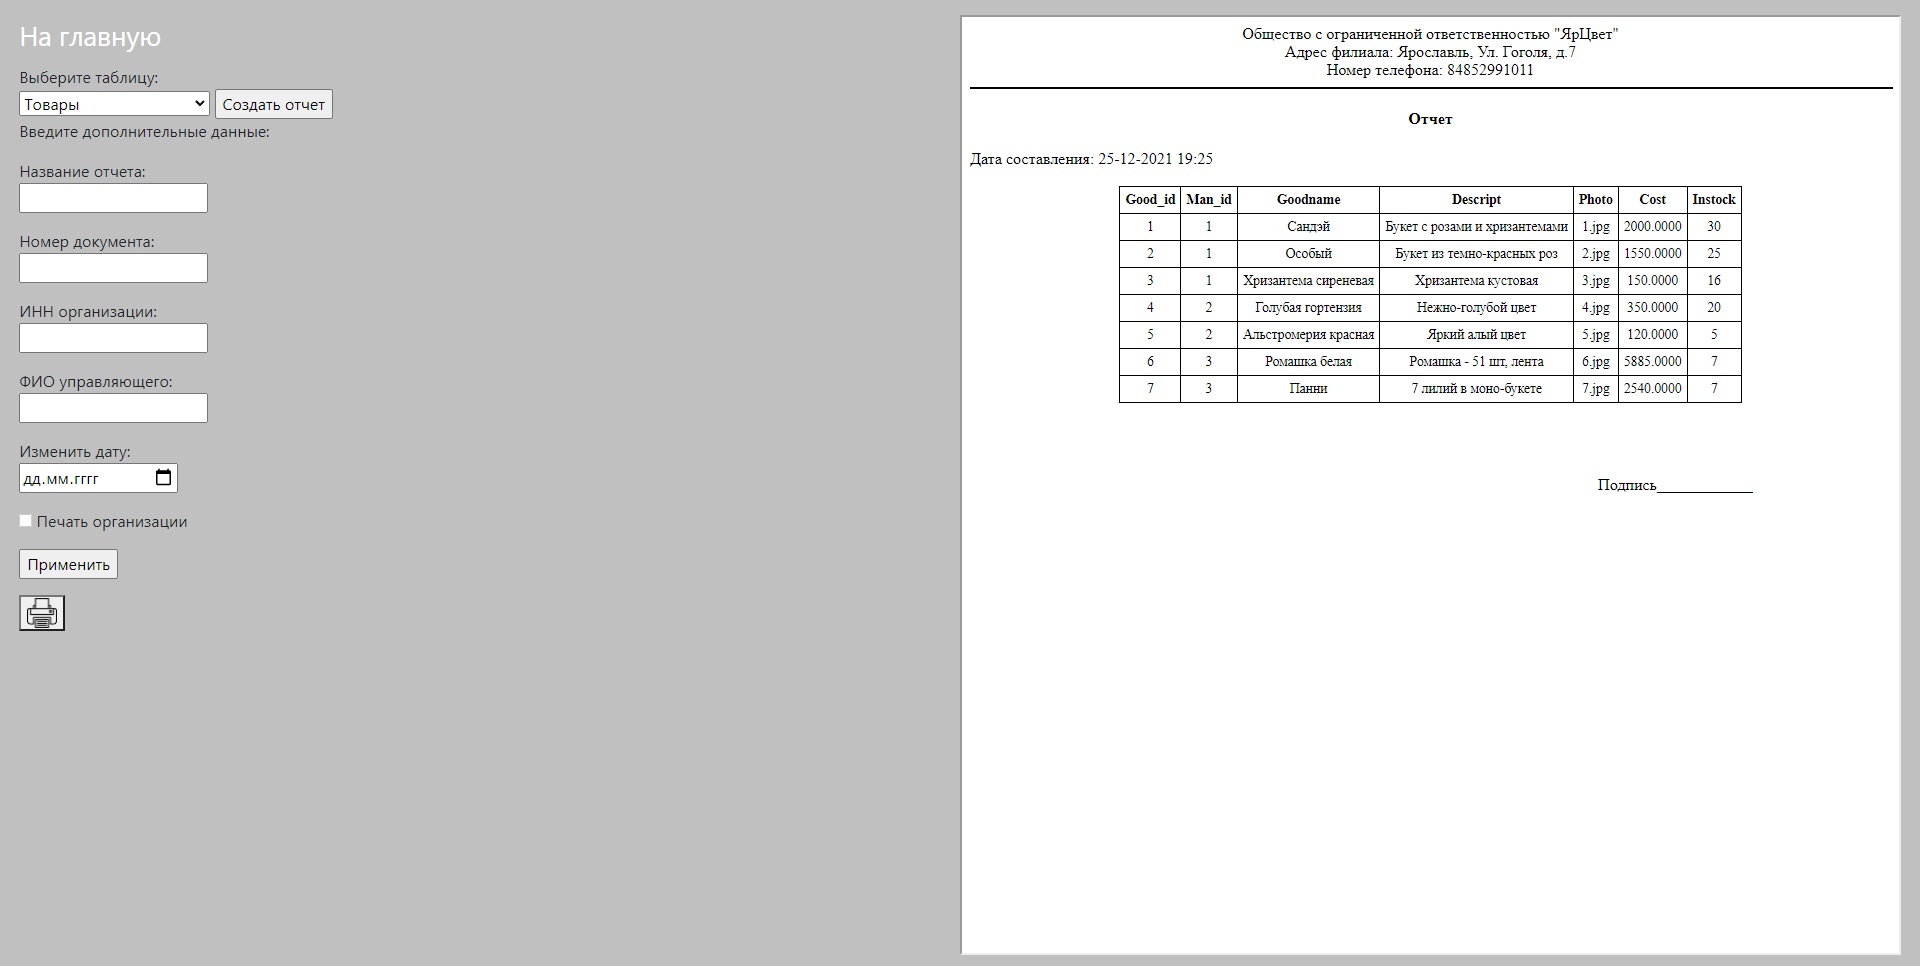 На главную
Выберите таблицу:
Товары Создать отчет
Введите дополнительные данные:
Название отчета:
Номер документа:
ИНН организации:
ФИО управляющего:
Изменить дату:
дд.мм.гггг
Печать организации
Применить
Общество с ограниченной ответственностью "ЯрЦвет"
Адрес филиала: Ярославль, Ул. Гоголя, д.7
Номер телефона: 84852991011
Отчет
Дата составления: 25-12-2021 19:25
Good_id Man_id Goodname Descript Photo Cost Instock
1 1 Сандэй Букет с розами и хризантемами 1.jpg 2000.0000 30
2 1 Особый Букет из темно-красных роз 2.jpg 1550.0000 25
3 1 Хризантема сиреневая Хризантема кустовая 3.jpg 150.0000 16
4 2 Голубая гортензия Нежно-голубой цвет 4.jpg 350.0000 20
5 2 Альстромерия красная Яркий алый цвет 5.jpg 120.0000 5
6 3 Ромашка белая Ромашка - 51 шт, лента 6.jpg 5885.0000 7
7 3 Панни 7 лилий в моно-букете 7.jpg 2540.0000 7
Подпись____________